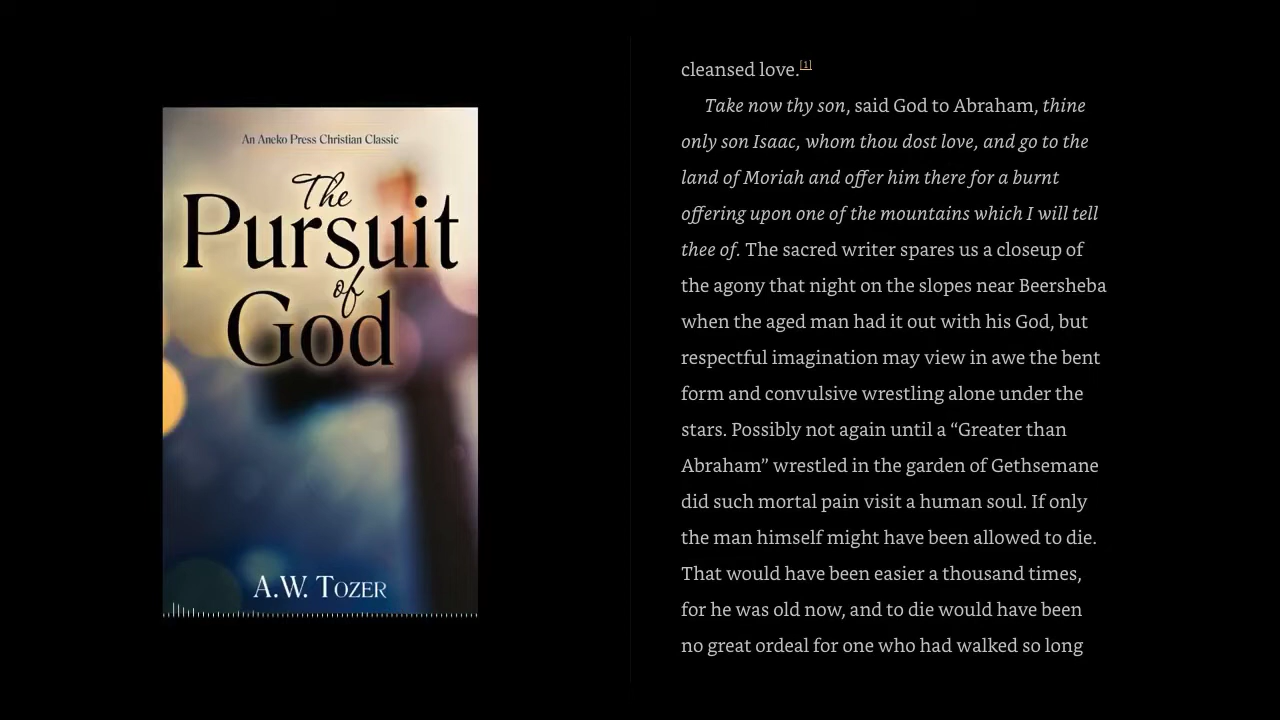 An Aneko Press Christian Classic
The
Pursuit
of
God
A.W. Tozer
cleansed love.[1]
Take now thy son, said God to Abraham, thine
only son Isaac, whom thou dost love, and go to the
land of Moriah and offer him there for a burnt
offering upon one of the mountains which I will tell
thee of. The sacred writer spares us a closeup of
the agony that night on the slopes near Beersheba
when the aged man had it out with his God, but
respectful imagination may view in awe the bent
form and convulsive wrestling alone under the
stars. Possibly not again until a “Greater than
Abraham” wrestled in the garden of Gethsemane
did such mortal pain visit a human soul. If only
the man himself might have been allowed to die.
That would have been easier a thousand times,
for he was old now, and to die would have been
no great ordeal for one who had walked so long